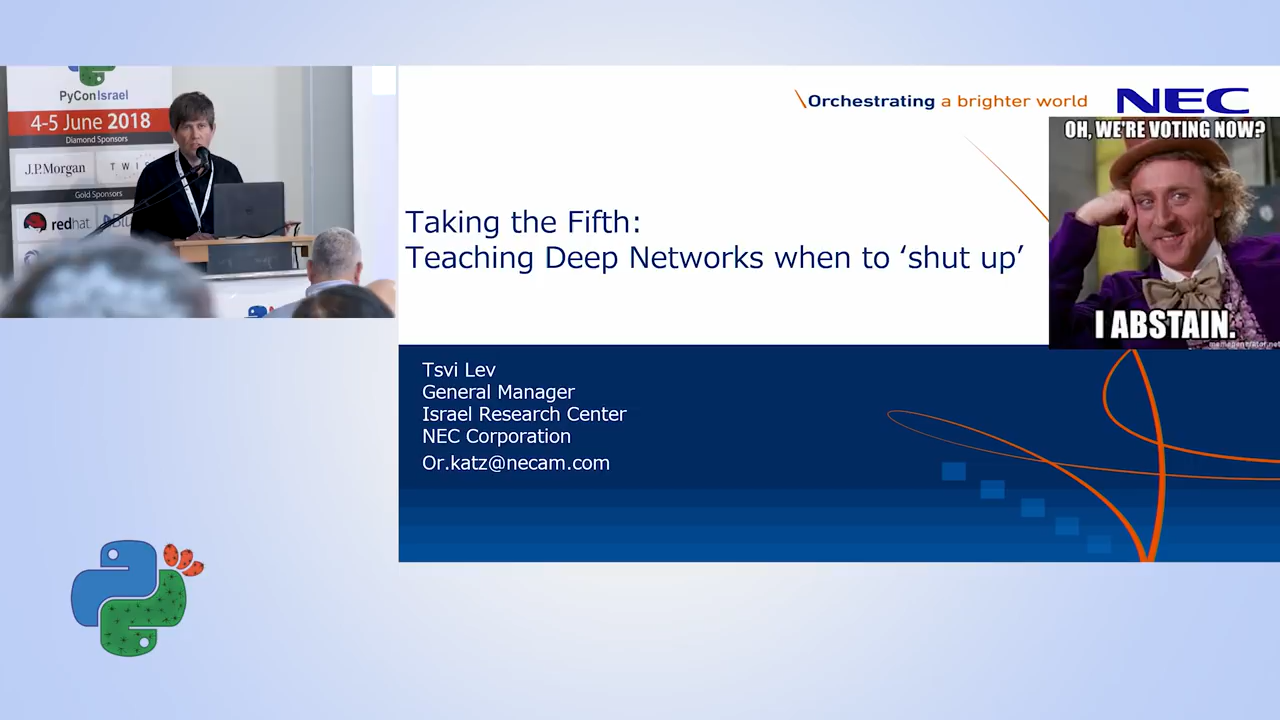 PyConIsrael
4-5 June 2018
Diamond Sponsors
J.P.Morgan
Gold Sponsors
redhat
Orchestrating a brighter world
NEC
OH, WE'RE VOTING NOW?
I ABSTAIN.
Taking the Fifth:
Teaching Deep Networks when to ‘shut up’
Tsvi Lev
General Manager
Israel Research Center
NEC Corporation
Or.katz@necam.com